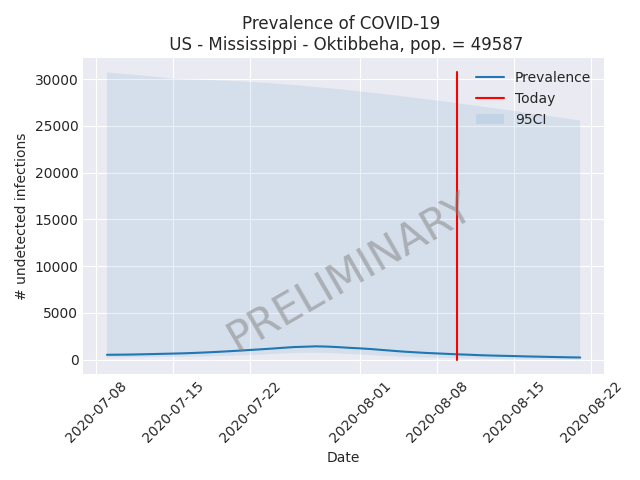 Prevalence of COVID-19
US - Mississippi - Oktibbeha, pop. = 49587
Prevalence
Today
95CI
30000
25000
20000
15000
10000
5000
0
# undetected infections
PRELIMINARY
2020-07-08
2020-07-15
2020-07-22
2020-08-01
2020-08-08
2020-08-15
2020-08-22
Date